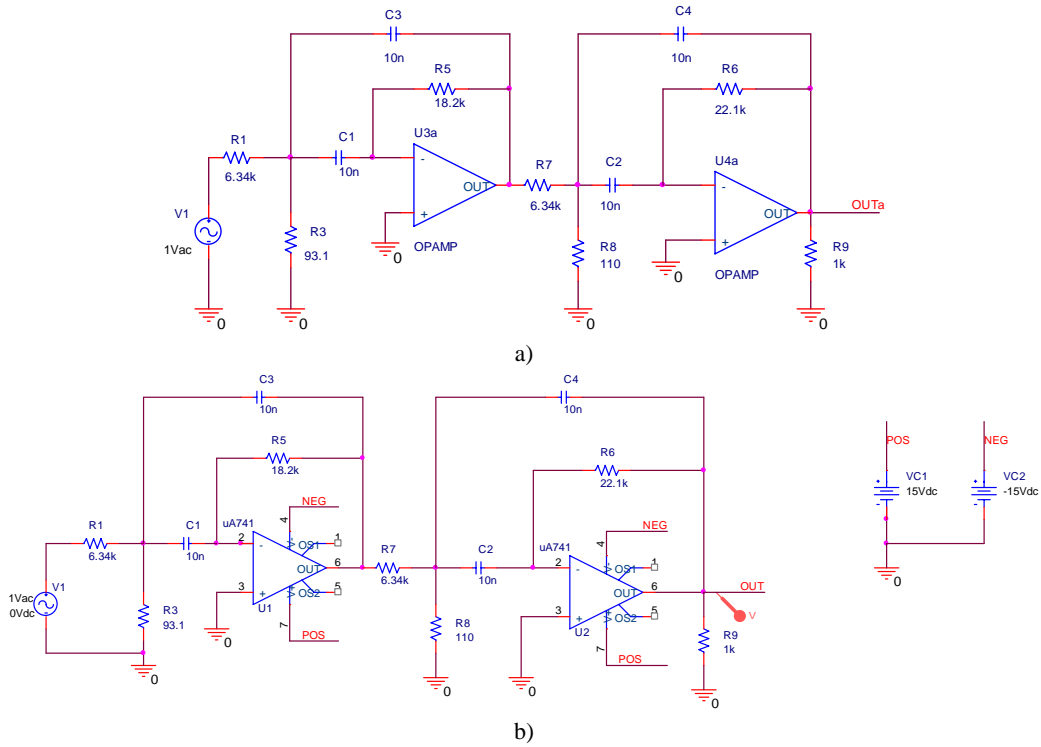 C3
10n
C4
10n
R5
18.2k
R6
22.1k
R1
6.34k
C1
10n
U3a
-
+
OUT
OPAMP
R7
6.34k
C2
10n
U4a
-
+
OUT
OPAMP
OUTa
V1
1Vac
R3
93.1
R8
110
R9
1k
0
0
0
0
0
0
a)
C3
10n
C4
10n
R5
18.2k
R6
22.1k
POS
NEG
VC1
15Vdc
VC2
-15Vdc
+
-
+
-
0
NEG
4
R1
6.34k
C1
10n
uA741
2
-
V-
OS1
1
OUT
6
3
+
V+
OS2
5
U1
7
POS
R7
6.34k
C2
10n
NEG
4
uA741
2
-
V-
OS1
1
OUT
6
3
+
V+
OS2
5
U2
7
POS
OUT
V
1Vac
0Vdc
V1
R3
93.1
R8
110
R9
1k
0
0
0
0
0
b)